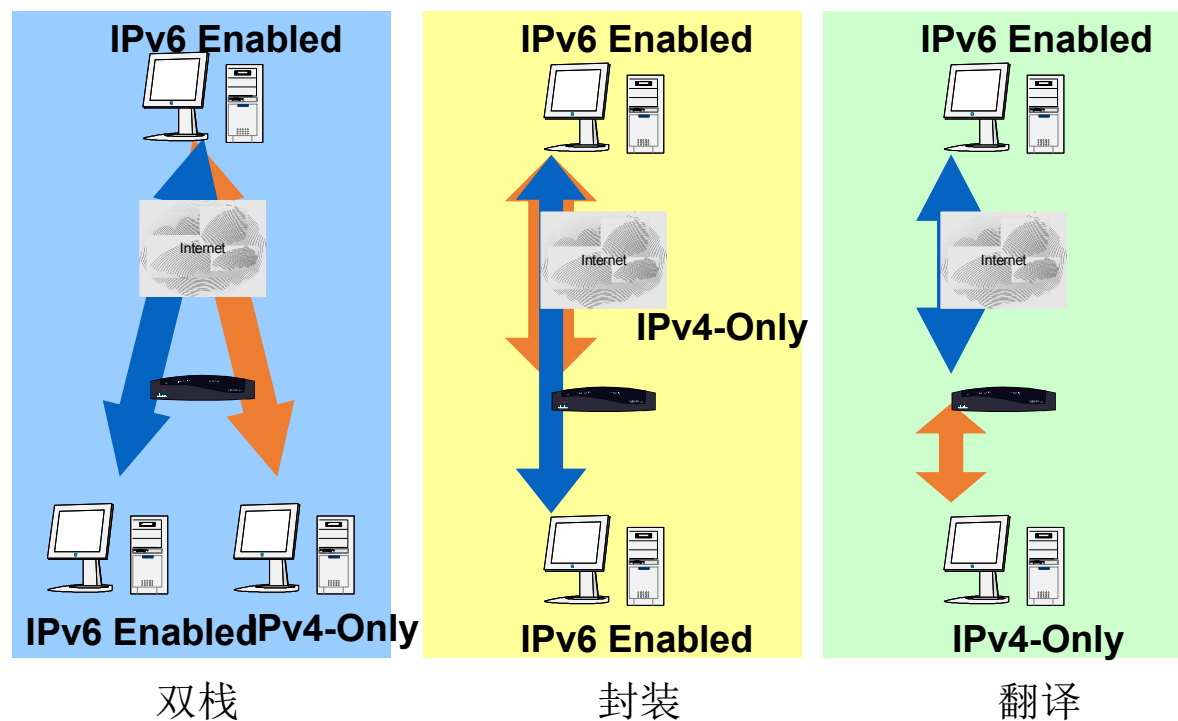 IPv6 Enabled
Internet
IPv6 Enabled
IPv4-Only
双栈
IPv6 Enabled
Internet
IPv4-Only
IPv6 Enabled
封装
IPv6 Enabled
Internet
IPv4-Only
翻译